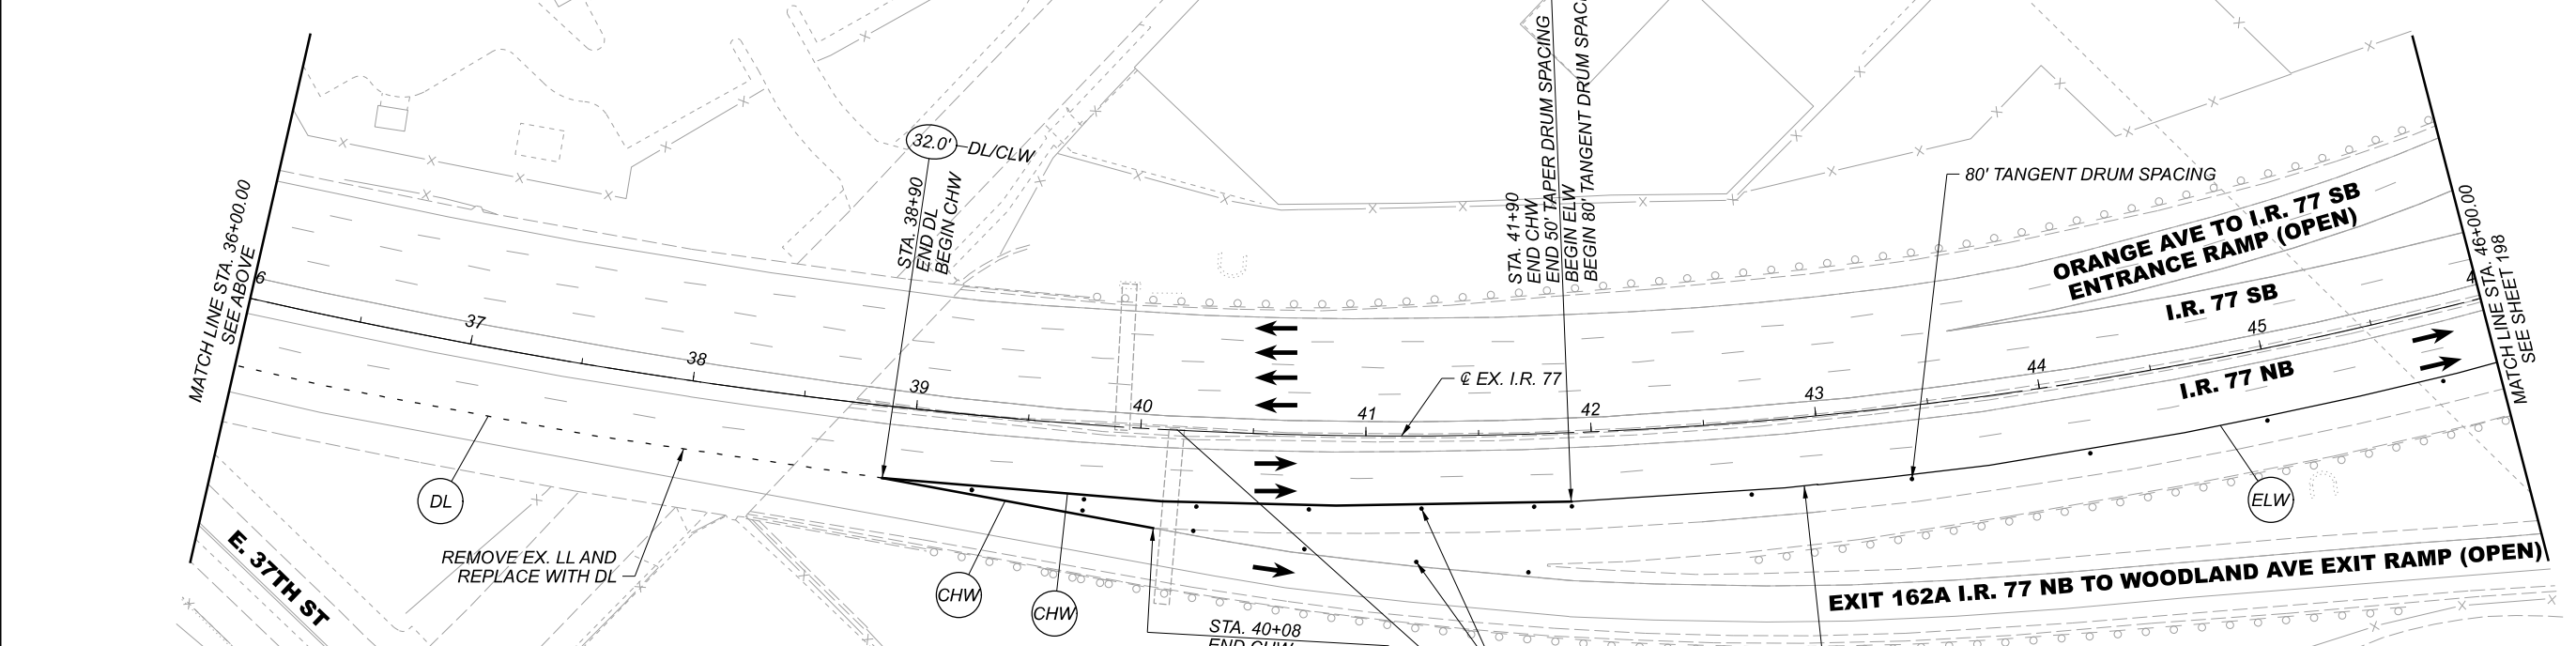 MATCH LINE STA. 36+00.00
SEE ABOVE
6
37
38
39
40
41
42
43
44
45
4
32.0'
DL/CLW
STA. 38+90
END DL
BEGIN CHW
STA. 41+90
END CHW
END 50' TAPER DRUM SPACING
BEGIN ELW
BEGIN 80' TANGENT DRUM SPAC
80' TANGENT DRUM SPACING
ORANGE AVE TO I.R. 77 SB
ENTRANCE RAMP (OPEN)
I.R. 77 SB
I.R. 77 NB
MATCH LINE STA. 46+00.00
SEE SHEET 198
℄ EX. I.R. 77
DL
REMOVE EX. LL AND
REPLACE WITH DL
E. 37TH ST
CHW
CHW
STA. 40+08
END CHW
ELW
EXIT 162A I.R. 77 NB TO WOODLAND AVE EXIT RAMP (OPEN)